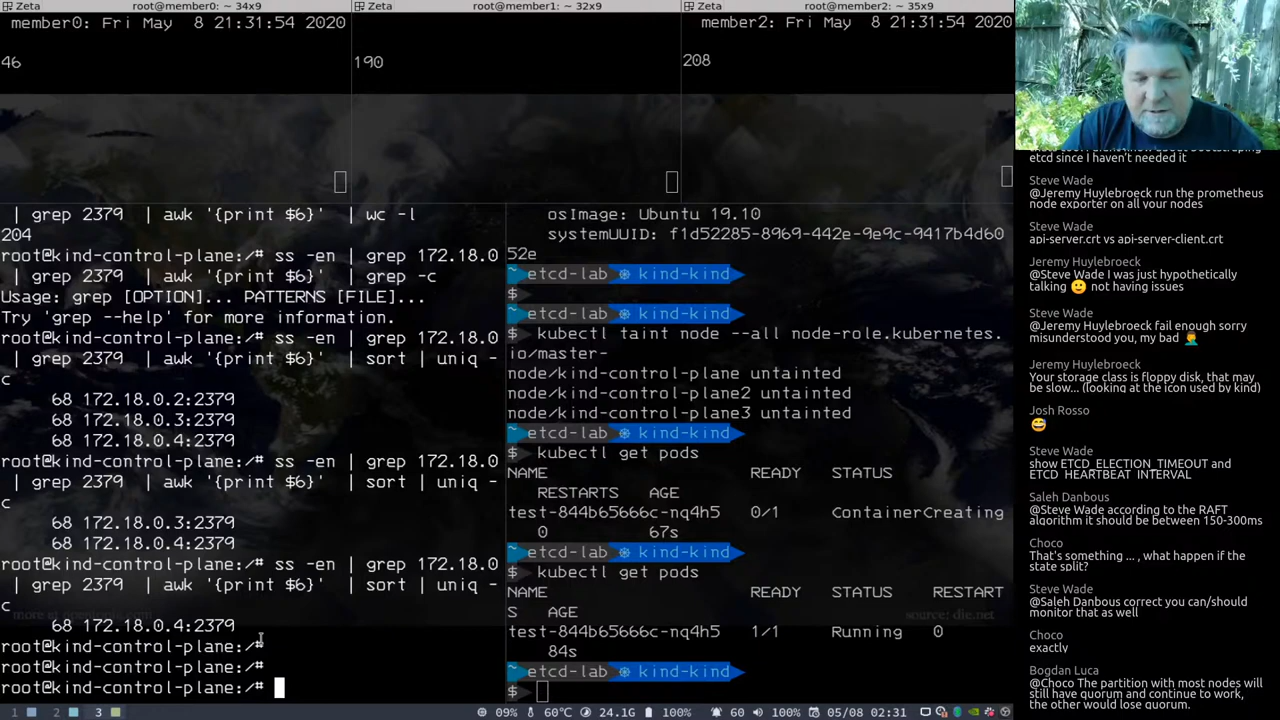 Zeta root@member0: ~ 34x9
root@member1: ~ 32x9
Zeta root@member2: ~ 35x9
member0: Fri May  8 21:31:54 2020
member2: Fri May  8 21:31:54 2020
46
190
208
| grep 2379  | awk '{print $6}'  | wc -l
204
root@kind-control-plane:/# ss -en | grep 172.18.0
| grep 2379  | awk '{print $6}'  | grep -c
Usage: grep [OPTION]... PATTERNS [FILE]...
Try 'grep --help' for more information.
root@kind-control-plane:/# ss -en | grep 172.18.0
| grep 2379  | awk '{print $6}'  | sort | uniq -
c
68 172.18.0.2:2379
68 172.18.0.3:2379
68 172.18.0.4:2379
root@kind-control-plane:/# ss -en | grep 172.18.0
| grep 2379  | awk '{print $6}'  | sort | uniq -
c
68 172.18.0.3:2379
68 172.18.0.4:2379
root@kind-control-plane:/# ss -en | grep 172.18.0
| grep 2379  | awk '{print $6}'  | sort | uniq -
c
68 172.18.0.4:2379
root@kind-control-plane:/#
root@kind-control-plane:/#
root@kind-control-plane:/#
osImage: Ubuntu 19.10
systemUUID: f1d52285-8969-442e-9e9c-9417b4d60
52e
~ etcd-lab ⎈ kind-kind
$
~ etcd-lab ⎈ kind-kind
$ kubectl taint node --all node-role.kubernetes.
io/master-
node/kind-control-plane untainted
node/kind-control-plane2 untainted
node/kind-control-plane3 untainted
~ etcd-lab ⎈ kind-kind
$ kubectl get pods
NAME READY STATUS
RESTARTS AGE
test-844b65666c-nq4h5 0/1 ContainerCreating
0 67s
~ etcd-lab ⎈ kind-kind
$ kubectl get pods
NAME READY STATUS RESTART
S AGE
test-844b65666c-nq4h5 1/1 Running 0
84s
~ etcd-lab ⎈ kind-kind
$
source: die.net
1 2 3
09% 60℃ 24.1G 100% 60 100% 05/08 02:31
etcd since I haven't needed it
Steve Wade
@Jeremy Huylebroeck run the prometheus
node exporter on all your nodes
Steve Wade
api-server.crt vs api-server-client.crt
Jeremy Huylebroeck
@Steve Wade I was just hypothetically
talking 🙂 not having issues
Steve Wade
@Jeremy Huylebroeck fail enough sorry
misunderstood you, my bad 🤦‍♂️
Jeremy Huylebroeck
Your storage class is floppy disk, that may
be slow... (looking at the icon used by kind)
Josh Rosso
😅
Steve Wade
show ETCD_ELECTION_TIMEOUT and
ETCD_HEARTBEAT_INTERVAL
Saleh Danbous
@Steve Wade according to the RAFT
algorithm it should be between 150-300ms
Choco
That's something ... , what happen if the
state split?
Steve Wade
@Saleh Danbous correct you can/should
monitor that as well
Choco
exactly
Bogdan Luca
@Choco The partition with most nodes will
still have quorum and continue to work,
the other would lose quorum.